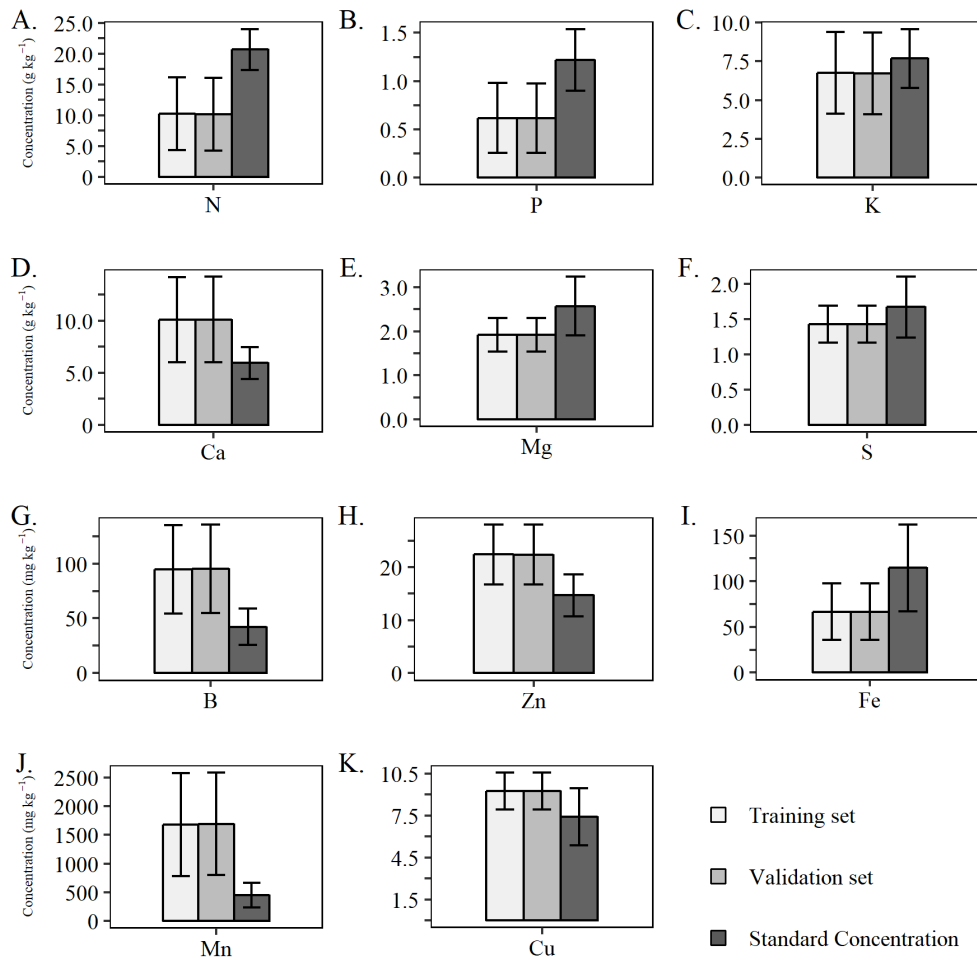 A.
Concentration (g kg⁻¹)
25.0
20.0
15.0
10.0
5.0
0
N
B.
1.5
1.0
0.5
0.0
P
C.
10.0
7.5
5.0
2.5
0.0
K
D.
Concentration (g kg⁻¹)
10.0
5.0
0
Ca
E.
3.0
2.0
1.0
0.0
Mg
F.
2.0
1.5
1.0
0.5
0.0
S
G.
Concentration (mg kg⁻¹)
100
50
0
B
H.
20
10
0
Zn
I.
150
100
50
0
Fe
J.
Concentration (mg kg⁻¹)
2500
2000
1500
1000
500
0
Mn
K.
10.5
7.5
4.5
1.5
Cu
Training set
Validation set
Standard Concentration